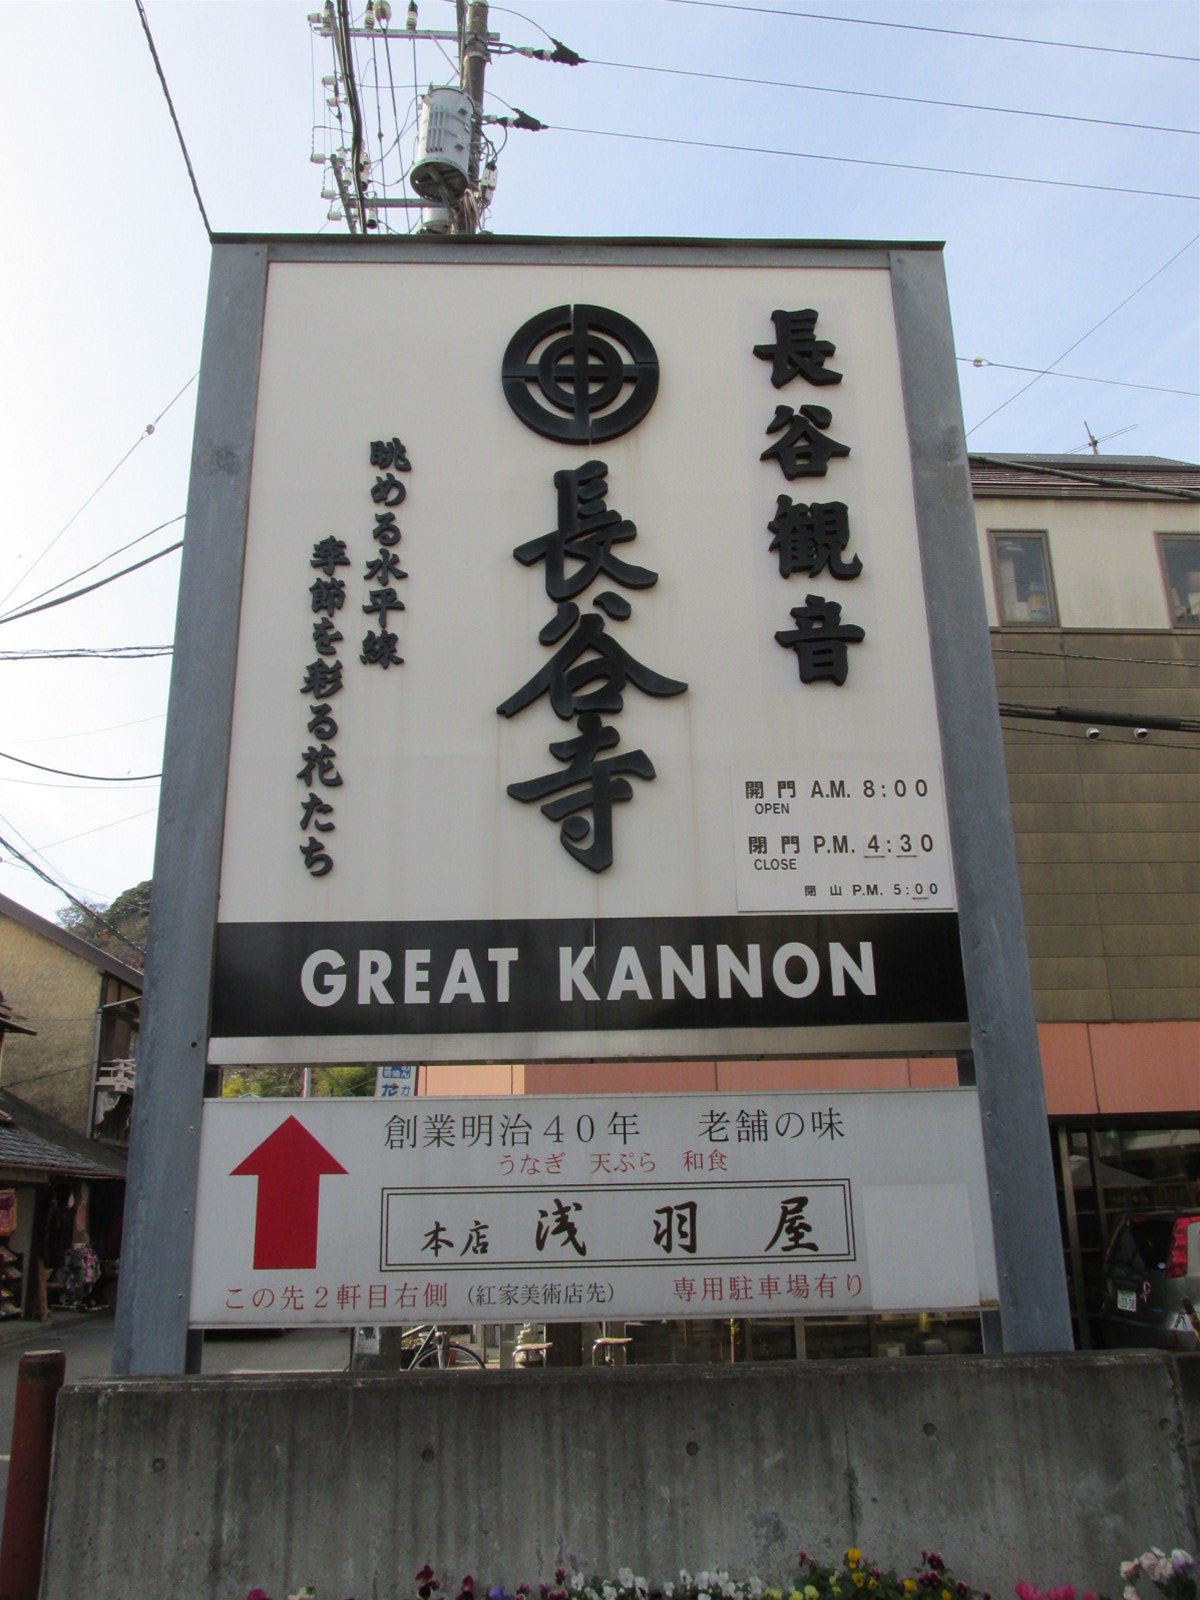 長谷観音
長谷寺
眺める水平線
季節を彩る花たち
開門 A.M. 8:00
OPEN
閉門 P.M. 4:30
CLOSE
閉山 P.M. 5:00
GREAT KANNON
創業明治40年 老舗の味
うなぎ 天ぷら 和食
本店 浅羽屋
この先2軒目右側 (紅家美術店先) 専用駐車場有り